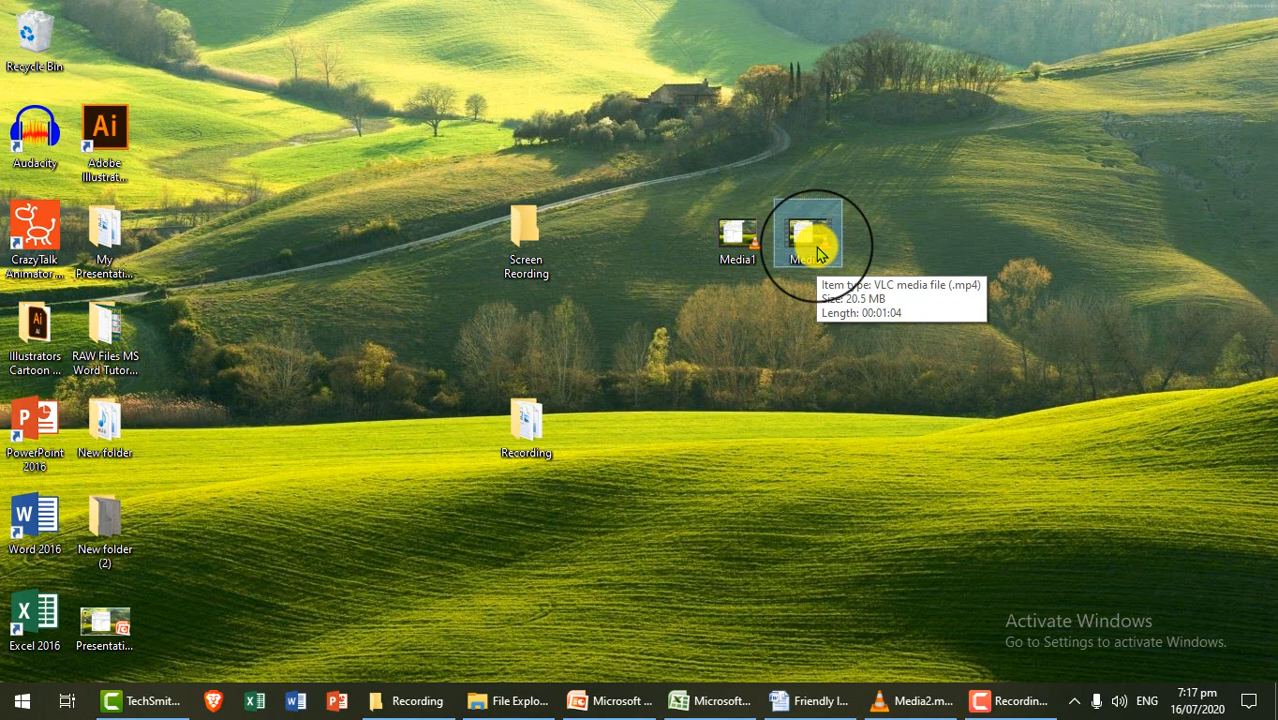 Recycle Bin
Audacity
Ai
Adobe
Illustrat...
CrazyTalk
Animator ...
My
Presentati...
Screen
Reording
Media1
Item type: VLC media file (.mp4)
Size: 20.5 MB
Length: 00:01:04
Ai
Illustrators
Cartoon ...
RAW Files MS
Word Tutor...
PowerPoint
2016
New folder
Recording
Word 2016
New folder
(2)
Excel 2016
Presentati...
Activate Windows
Go to Settings to activate Windows.
TechSmit...
Recording
File Explo...
Microsoft ...
Microsoft...
Friendly I...
Media2.m...
Recordin...
ENG
7:17 pm
16/07/2020